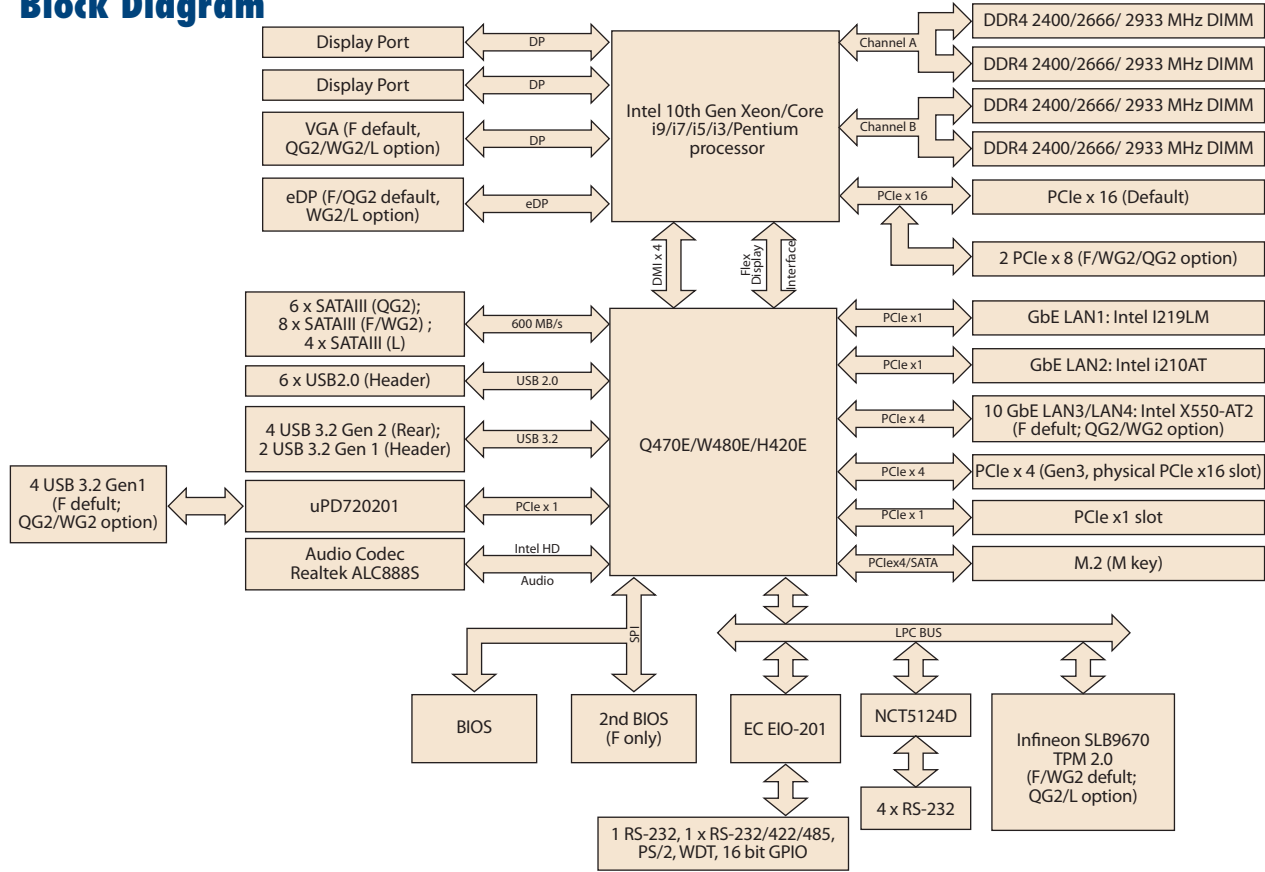 Block Diagram
Display Port
DP
Display Port
DP
VGA (F default,
QG2/WG2/L option)
DP
eDP (F/QG2 default,
WG2/L option)
eDP
Intel 10th Gen Xeon/Core
i9/i7/i5/i3/Pentium
processor
Channel A
DDR4 2400/2666/ 2933 MHz DIMM
DDR4 2400/2666/ 2933 MHz DIMM
Channel B
DDR4 2400/2666/ 2933 MHz DIMM
DDR4 2400/2666/ 2933 MHz DIMM
PCIe x 16
PCIe x 16 (Default)
2 PCIe x 8 (F/WG2/QG2 option)
DMI x 4
Flex
Display
Interface
6 x SATAIII (QG2);
8 x SATAIII (F/WG2) ;
4 x SATAIII (L)
600 MB/s
6 x USB2.0 (Header)
USB 2.0
4 USB 3.2 Gen 2 (Rear);
2 USB 3.2 Gen 1 (Header)
USB 3.2
4 USB 3.2 Gen1
(F defult;
QG2/WG2 option)
uPD720201
PCIe x 1
Audio Codec
Realtek ALC888S
Intel HD
Audio
Q470E/W480E/H420E
PCIe x1
GbE LAN1: Intel I219LM
PCIe x1
GbE LAN2: Intel i210AT
PCIe x 4
10 GbE LAN3/LAN4: Intel X550-AT2
(F defult; QG2/WG2 option)
PCIe x 4
PCIe x 4 (Gen3, physical PCIe x16 slot)
PCIe x 1
PCIe x1 slot
PCIex4/SATA
M.2 (M key)
SPI
LPC BUS
BIOS
2nd BIOS
(F only)
EC EIO-201
NCT5124D
Infineon SLB9670
TPM 2.0
(F/WG2 defult;
QG2/L option)
4 x RS-232
1 RS-232, 1 x RS-232/422/485,
PS/2, WDT, 16 bit GPIO